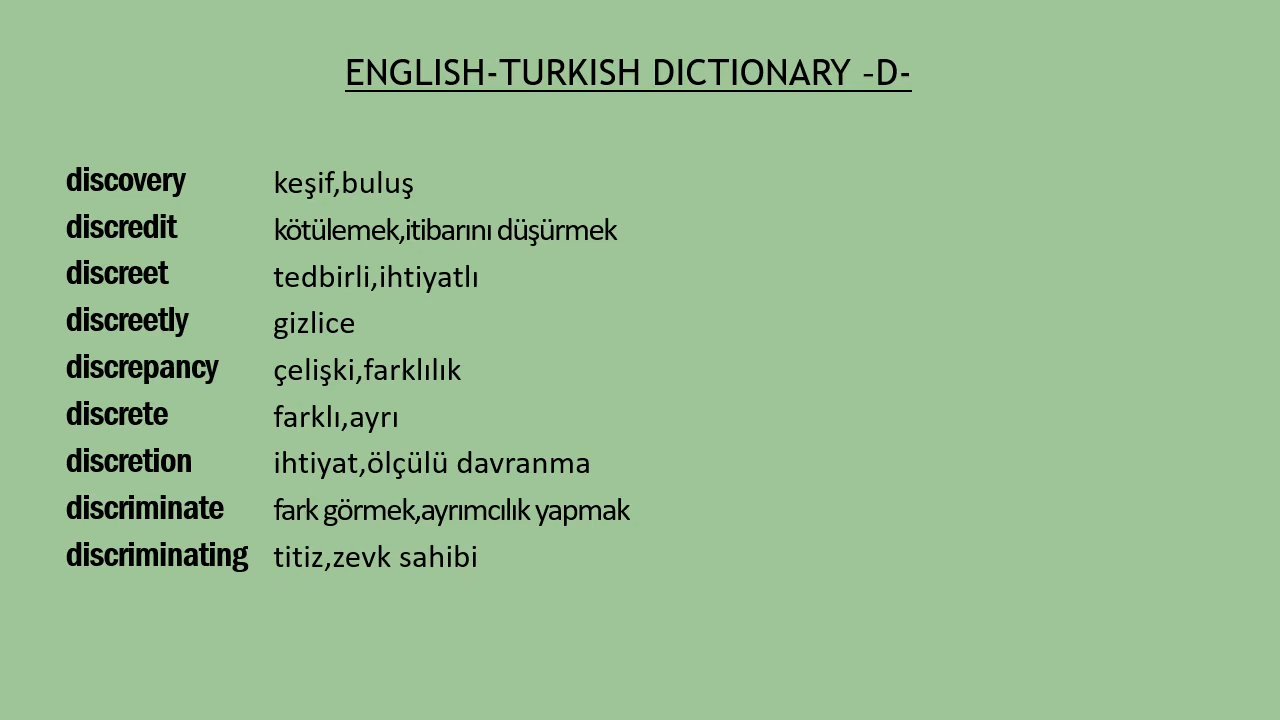 ENGLISH-TURKISH DICTIONARY –D-
discovery keşif,buluş
discredit kötülemek,itibarını düşürmek
discreet tedbirli,ihtiyatlı
discreetly gizlice
discrepancy çelişki,farklılık
discrete farklı,ayrı
discretion ihtiyat,ölçülü davranma
discriminate fark görmek,ayrımcılık yapmak
discriminating titiz,zevk sahibi